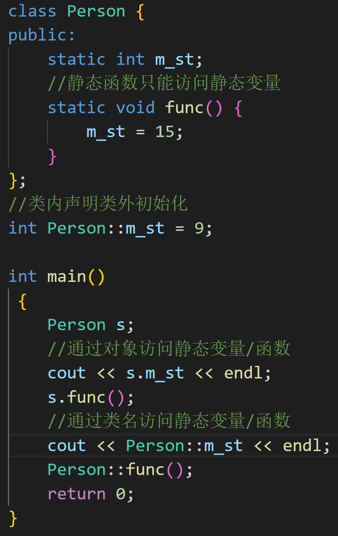 class Person {
public:
    static int m_st;
    //静态函数只能访问静态变量
    static void func() {
        m_st = 15;
    }
};
//类内声明类外初始化
int Person::m_st = 9;

int main()
 {
    Person s;
    //通过对象访问静态变量/函数
    cout << s.m_st << endl;
    s.func();
    //通过类名访问静态变量/函数
    cout << Person::m_st << endl;
    Person::func();
    return 0;
}